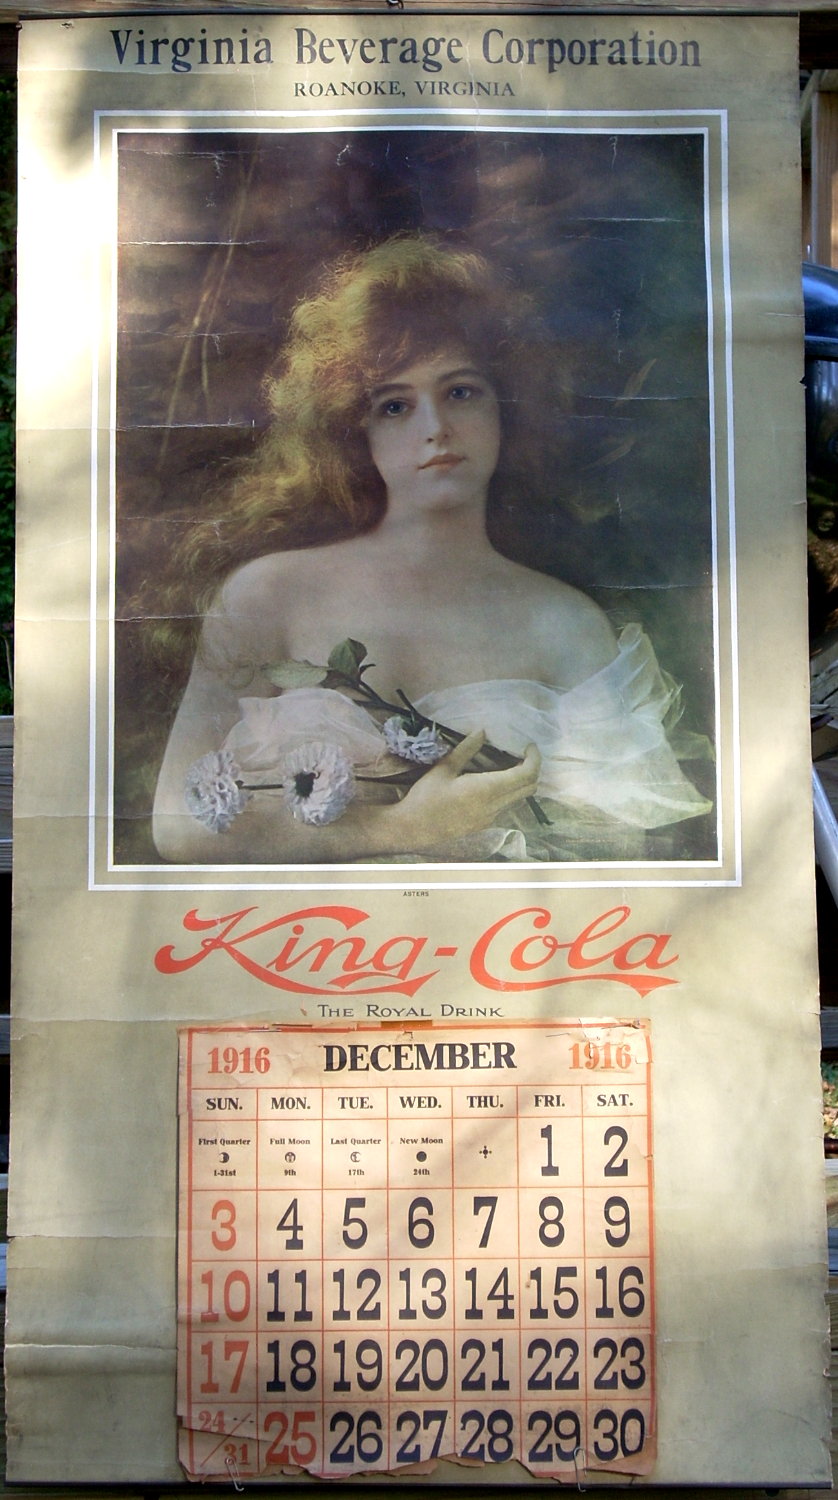 Virginia Beverage Corporation
ROANOKE, VIRGINIA
ASTERS
King-Cola
THE ROYAL DRINK
1916 DECEMBER 1916
SUN. MON. TUE. WED. THU. FRI. SAT.
First Quarter Full Moon Last Quarter New Moon
1-31st 9th 17th 24th
1 2
3 4 5 6 7 8 9
10 11 12 13 14 15 16
17 18 19 20 21 22 23
24/31 25 26 27 28 29 30